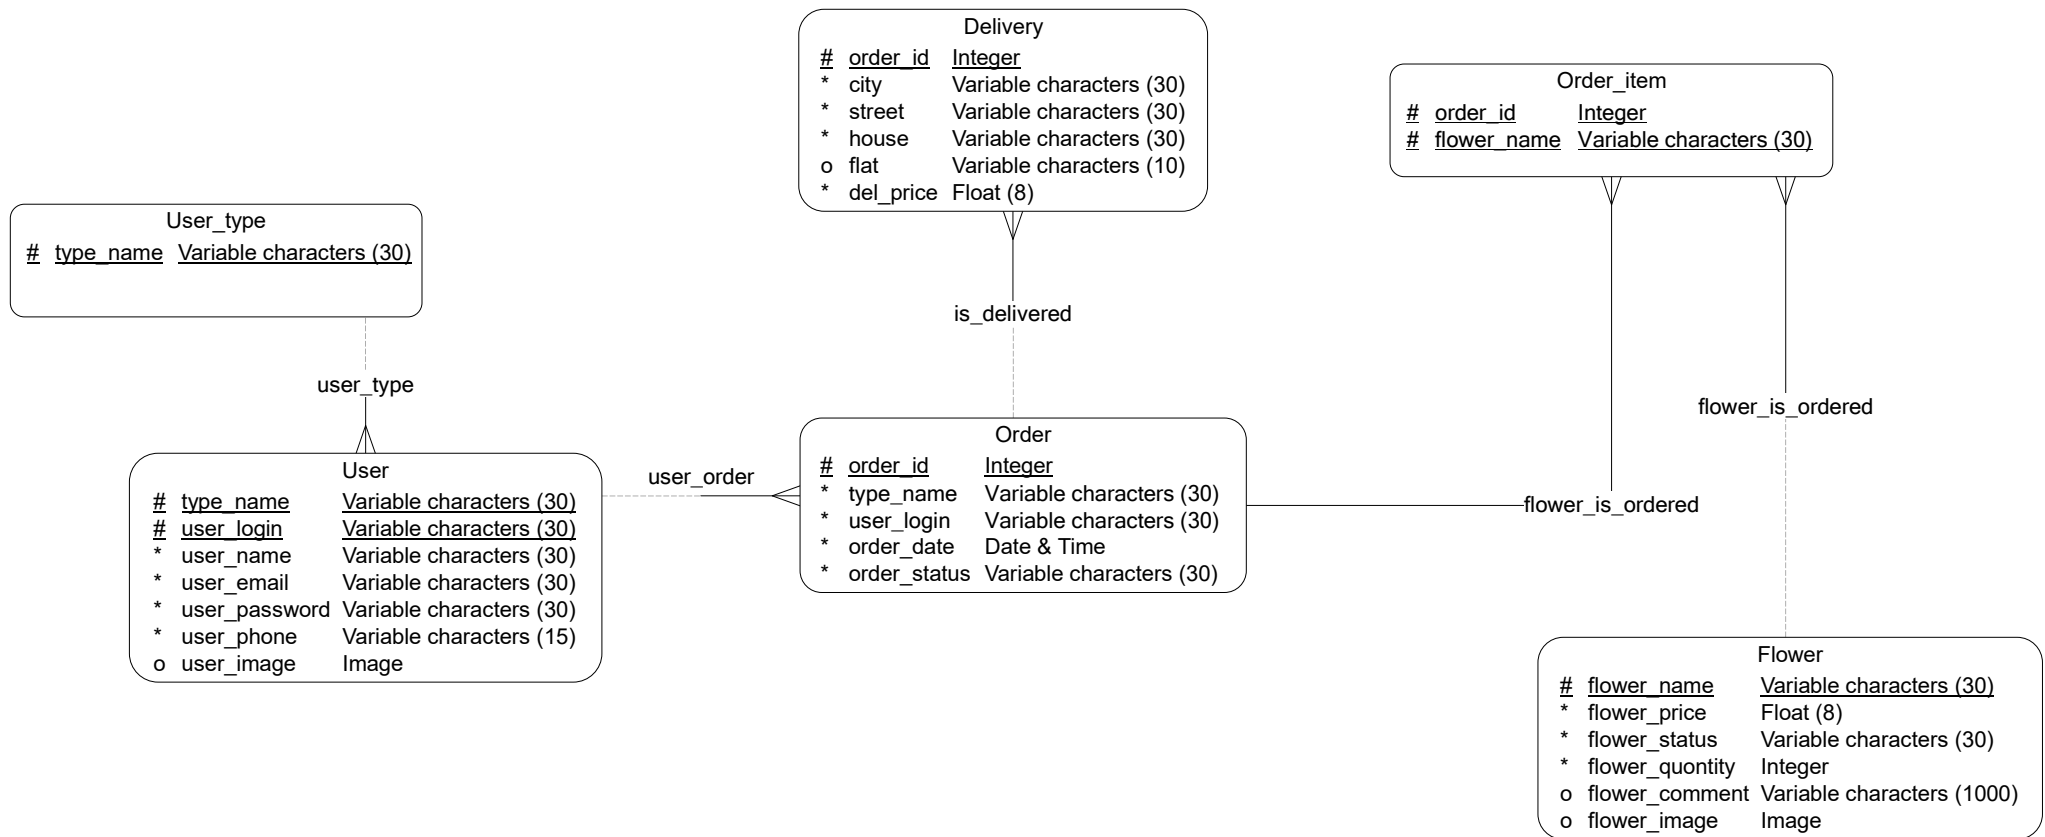 Delivery
# order_id Integer
* city Variable characters (30)
* street Variable characters (30)
* house Variable characters (30)
o flat Variable characters (10)
* del_price Float (8)
Order_item
# order_id Integer
# flower_name Variable characters (30)
User_type
# type_name Variable characters (30)
is_delivered
user_type
flower_is_ordered
User
# type_name Variable characters (30)
# user_login Variable characters (30)
* user_name Variable characters (30)
* user_email Variable characters (30)
* user_password Variable characters (30)
* user_phone Variable characters (15)
o user_image Image
user_order
Order
# order_id Integer
* type_name Variable characters (30)
* user_login Variable characters (30)
* order_date Date & Time
* order_status Variable characters (30)
flower_is_ordered
Flower
# flower_name Variable characters (30)
* flower_price Float (8)
* flower_status Variable characters (30)
* flower_quontity Integer
o flower_comment Variable characters (1000)
o flower_image Image